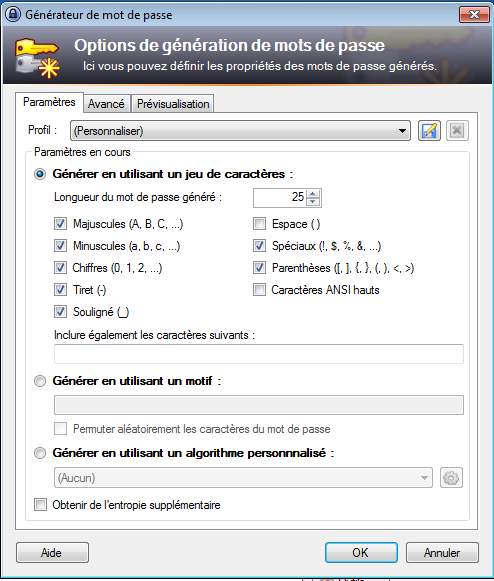 Générateur de mot de passe
Options de génération de mots de passe
Ici vous pouvez définir les propriétés des mots de passe générés.
Paramètres Avancé Prévisualisation
Profil : (Personnaliser)
Paramètres en cours
Générer en utilisant un jeu de caractères :
Longueur du mot de passe généré : 25
Majuscules (A, B, C, ...) Espace ( )
Minuscules (a, b, c, ...) Spéciaux (!, $, %, &, ...)
Chiffres (0, 1, 2, ...) Parenthèses ([, ], {, }, (, ), <, >)
Tiret (-) Caractères ANSI hauts
Souligné (_)
Inclure également les caractères suivants :
Générer en utilisant un motif :
Permuter aléatoirement les caractères du mot de passe
Générer en utilisant un algorithme personnnalisé :
(Aucun)
Obtenir de l'entropie supplémentaire
Aide OK Annuler